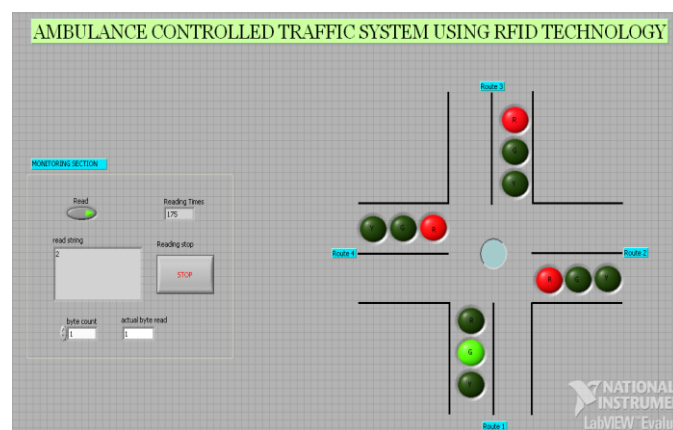 AMBULANCE CONTROLLED TRAFFIC SYSTEM USING RFID TECHNOLOGY
Route 3
R
G
Y
MONITORING SECTION
Read
Reading Times
175
read string
2
Reading stop
STOP
byte count
1
actual byte read
1
Y
G
R
Route 4
Route 2
R
G
Y
R
G
Y
Route 1
NATIONAL
INSTRUME
LabVIEW Evalu